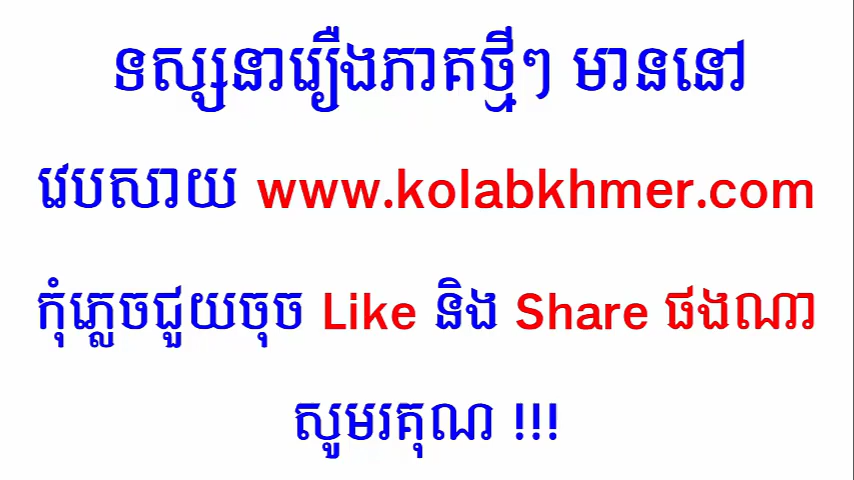 ទស្សនារឿងភាគថ្មីៗ មាននៅ
វេបសាយ www.kolabkhmer.com
កុំភ្លេចជួយចុច Like និង Share ផងណា
សូមរគុណ !!!